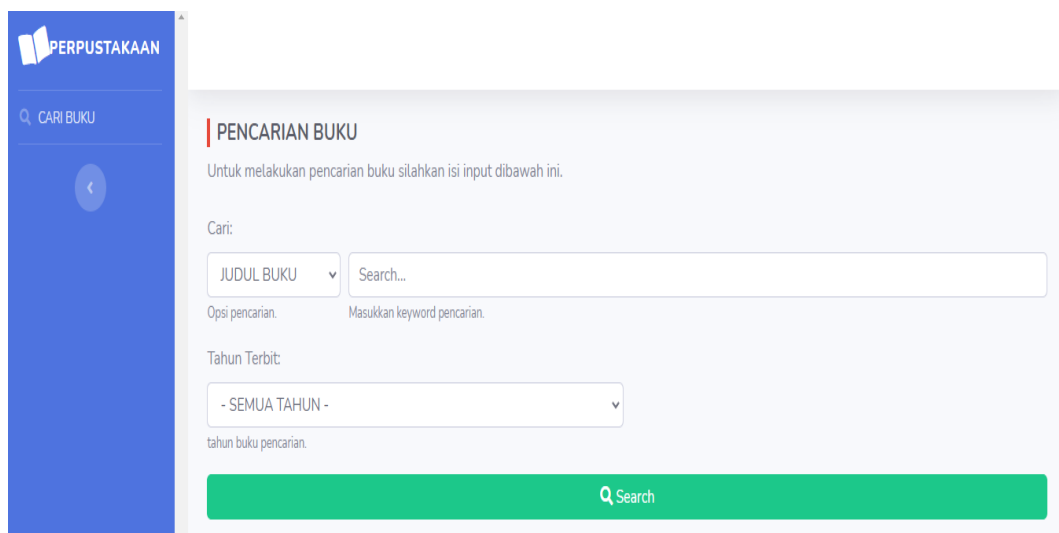 PERPUSTAKAAN
CARI BUKU
PENCARIAN BUKU
Untuk melakukan pencarian buku silahkan isi input dibawah ini.
Cari:
JUDUL BUKU Search...
Opsi pencarian. Masukkan keyword pencarian.
Tahun Terbit:
- SEMUA TAHUN -
tahun buku pencarian.
Search